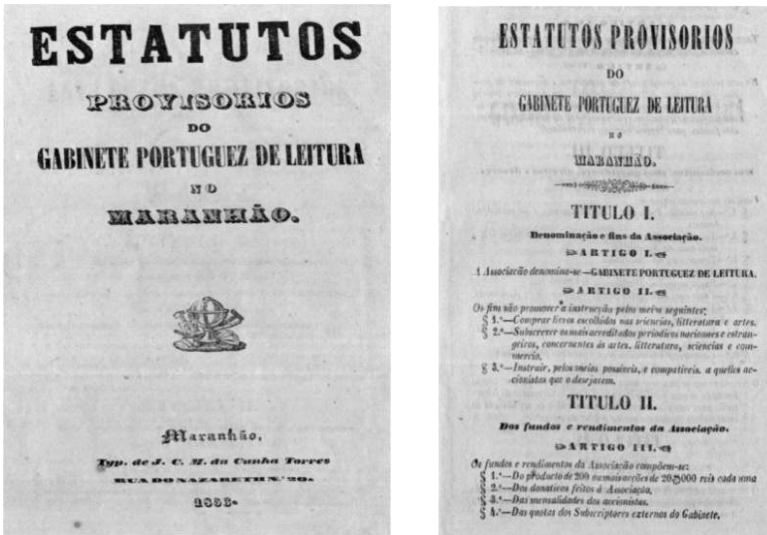 ESTATUTOS
PROVISORIOS
DO
GABINETE PORTUGUEZ DE LEITURA
NO
MARANHÃO.
Maranhão,
Typ. de J. C. M. da Cunha Torres
RUA DO NAZARETH N.º 20.
1853.
ESTATUTOS PROVISORIOS
DO
GABINETE PORTUGUEZ DE LEITURA
NO
MARANHÃO.
TITULO I.
Denominação e fins da Associação.
ARTIGO I.
A Associacão denomina-se—GABINETE PORTUGUEZ DE LEITURA.
ARTIGO II.
Os fins são promover a instrucção pelos meios seguintes:
§ 1.º—Comprar livros escolhidos nas sciencias, litteratura e artes.
§ 2.º—Subscrever os mais acreditados periodicos nacionaes e estran-
geiros, concernentes ás artes, litteratura, sciencias e com-
mercio.
§ 3.º—Instruir, pelos meios possiveis, e compativeis, a quelles ac-
cionistas que o desejarem.
TITULO II.
Dos fundos e rendimentos da Associação.
ARTIGO III.
Os fundos e rendimentos da Associação compõem-se:
§ 1.º—Do producto de 200 ou mais acções de 20$000 reis cada uma
§ 2.º—Dos donativos feitos á Associação.
§ 3.º—Das mensalidades dos accionistas.
§ 4.º—Das quotas dos Subscriptores externos do Gabinete.